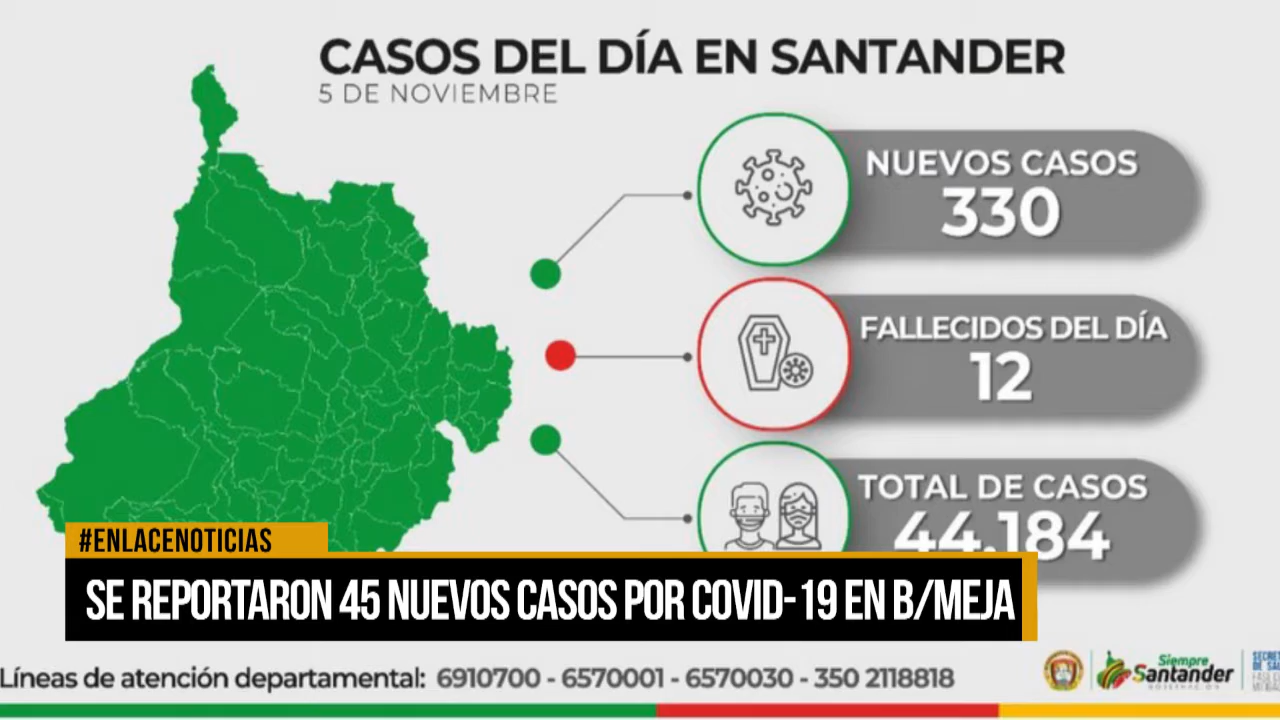 CASOS DEL DÍA EN SANTANDER
5 DE NOVIEMBRE
NUEVOS CASOS
330
FALLECIDOS DEL DÍA
12
TOTAL DE CASOS
44.184
#ENLACENOTICIAS
SE REPORTARON 45 NUEVOS CASOS POR COVID-19 EN B/MEJA
Líneas de atención departamental: 6910700 - 6570001 - 6570030 - 350 2118818
Siempre
Santander